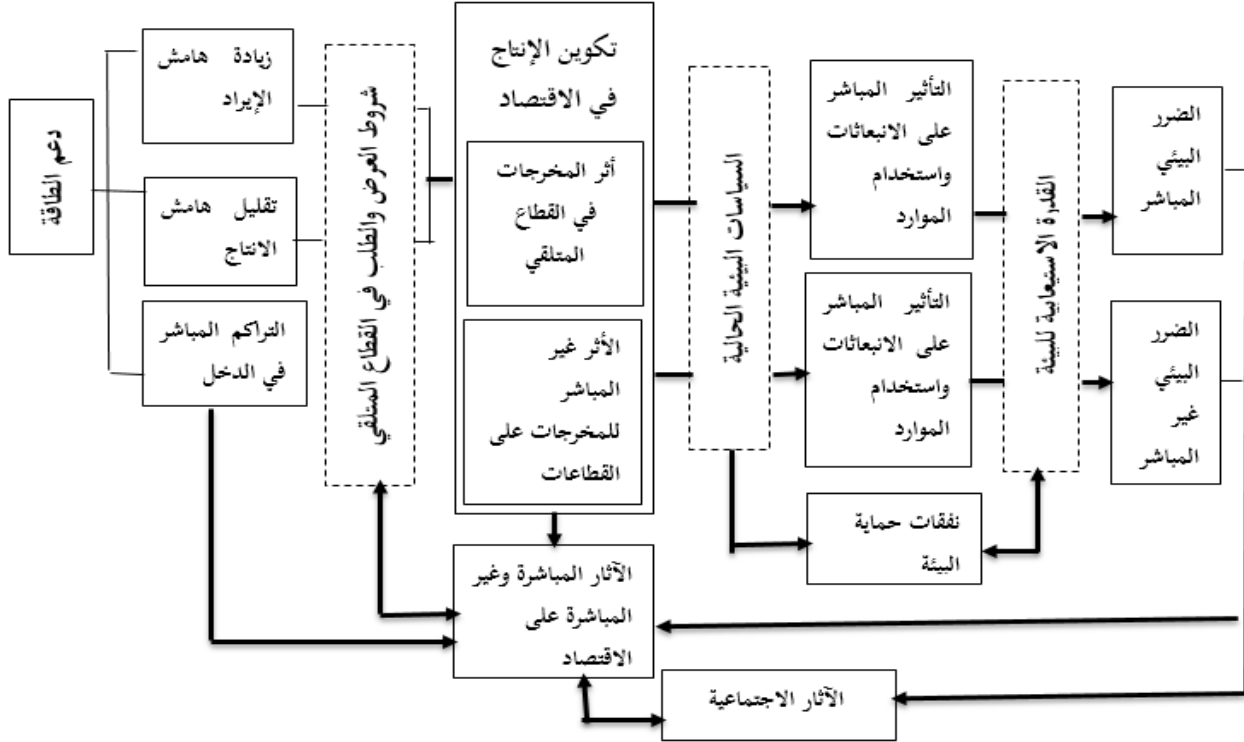 دعم الطاقة
زيادة هامش
الإيراد
تقليل هامش
الانتاج
التراكم المباشر
في الدخل
شروط العرض والطلب في القطاع المتلقي
تكوين الإنتاج
في الاقتصاد
أثر المخرجات
في القطاع
المتلقي
الأثر غير
المباشر
للمخرجات على
القطاعات
السياسات البيئية الحالية
التأثير المباشر
على الانبعاثات
واستخدام
الموارد
التأثير المباشر
على الانبعاثات
واستخدام
الموارد
القدرة الاستيعابية للبيئة
الضرر
البيئي
المباشر
الضرر
البيئي
غير
المباشر
نفقات حماية
البيئة
الآثار المباشرة وغير
المباشرة على
الاقتصاد
الآثار الاجتماعية